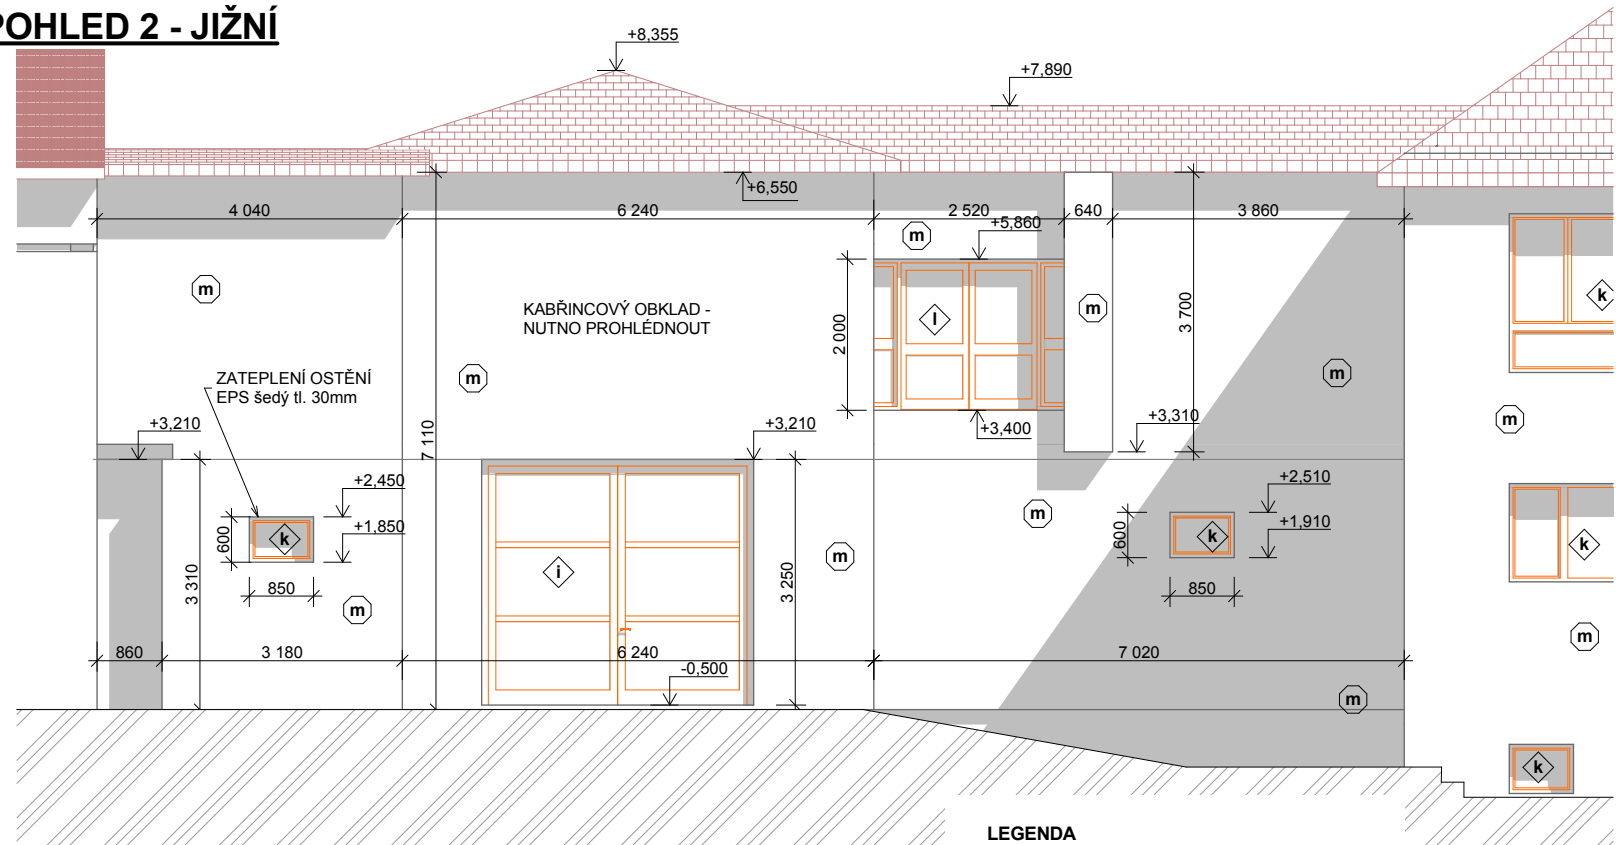 POHLED 2 - JIŽNÍ
+8,355
+7,890
+6,550
4 040
6 240
2 520
640
3 860
+5,860
m
m
k
l
m
2 000
3 700
KABŘINCOVÝ OBKLAD -
NUTNO PROHLÉDNOUT
m
m
ZATEPLENÍ OSTĚNÍ
EPS šedý tl. 30mm
+3,210
7 110
+3,210
+3,400
+3,310
m
+2,450
+1,850
600
k
850
3 310
m
i
3 250
m
m
+2,510
+1,910
600
k
850
k
m
860
3 180
6 240
7 020
-0,500
m
k
LEGENDA